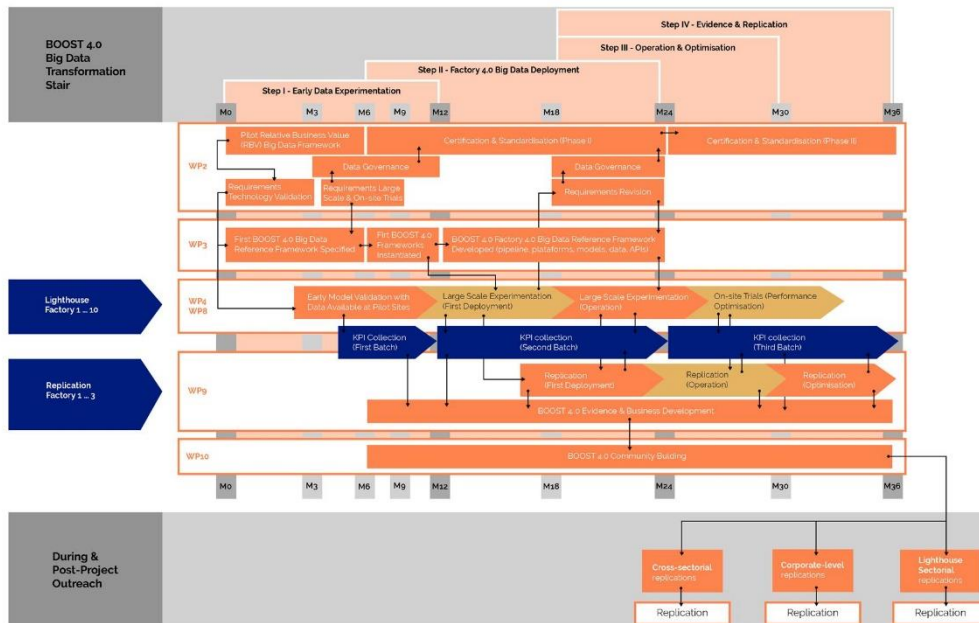 BOOST 4.0
Big Data
Transformation
Stair
Step IV - Evidence & Replication
Step III - Operation & Optimisation
Step II - Factory 4.0 Big Data Deployment
Step I - Early Data Experimentation
M0 M3 M6 M9 M12 M18 M24 M30 M36
WP2
Pilot Relative Business Value
(RBV) Big Data Framework
Certification & Standardisation (Phase I)
Certification & Standardisation (Phase II)
Data Governance
Data Governance
Requirements
Technology Validation
Requirements Large
Scale & On-site Trials
Requirements Revision
WP3
First BOOST 4.0 Big Data
Reference Framework Specified
BOOST 4.0
Frameworks
Instantiated
BOOST 4.0 Factory 4.0 Big Data Reference Framework
Developed (pipeline, plataforms, models, data, APIs)
Lighthouse
Factory 1 ... 10
WP4
WP8
Early Model Validation with
Data Available at Pilot Sites
Large Scale Experimentation
(First Deployment)
Large Scale Experimentation
(Operation)
On-site Trials (Performance
Optimisation)
KPI Collection
(First Batch)
KPI collection
(Second Batch)
KPI collection
(Third Batch)
Replication
Factory 1 ... 3
WP9
Replication
(First Deployment)
Replication
(Operation)
Replication
(Optimisation)
BOOST 4.0 Evidence & Business Development
WP10
BOOST 4.0 Community Building
M0 M3 M6 M9 M12 M18 M24 M30 M36
During &
Post-Project
Outreach
Cross-sectorial
replications
Corporate-level
replications
Lighthouse
Sectorial
replications
Replication
Replication
Replication